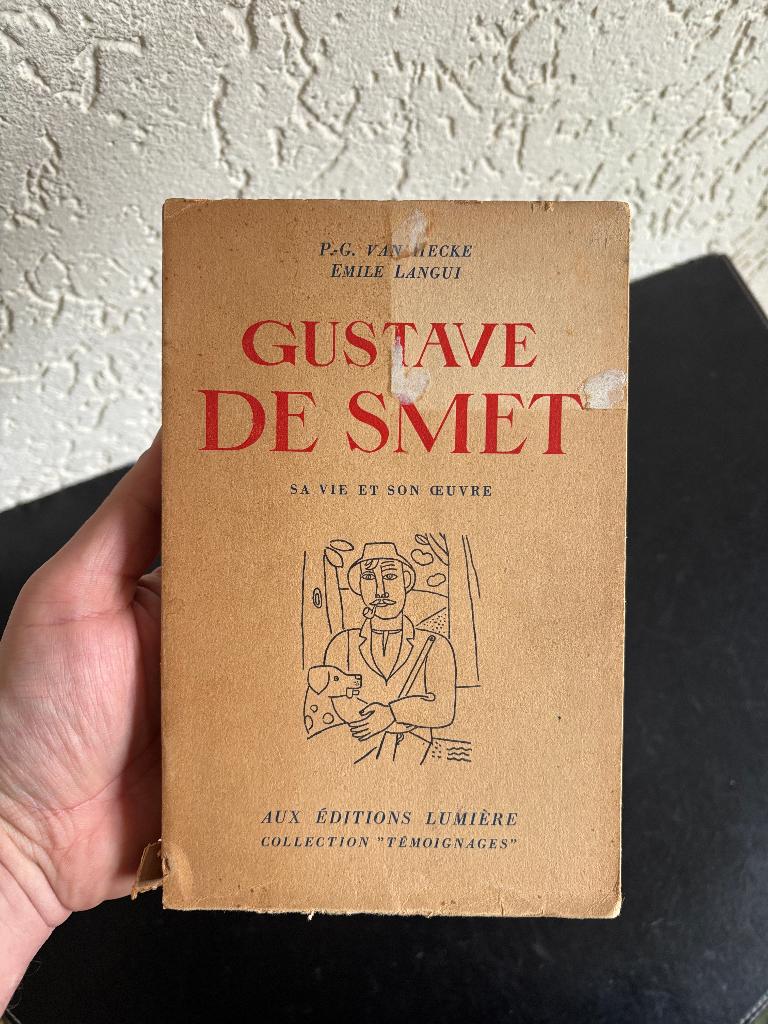 P.-G. VAN HECKE
EMILE LANGUI
GUSTAVE
DE SMET
SA VIE ET SON ŒUVRE
AUX ÉDITIONS LUMIÈRE
COLLECTION "TÉMOIGNAGES"